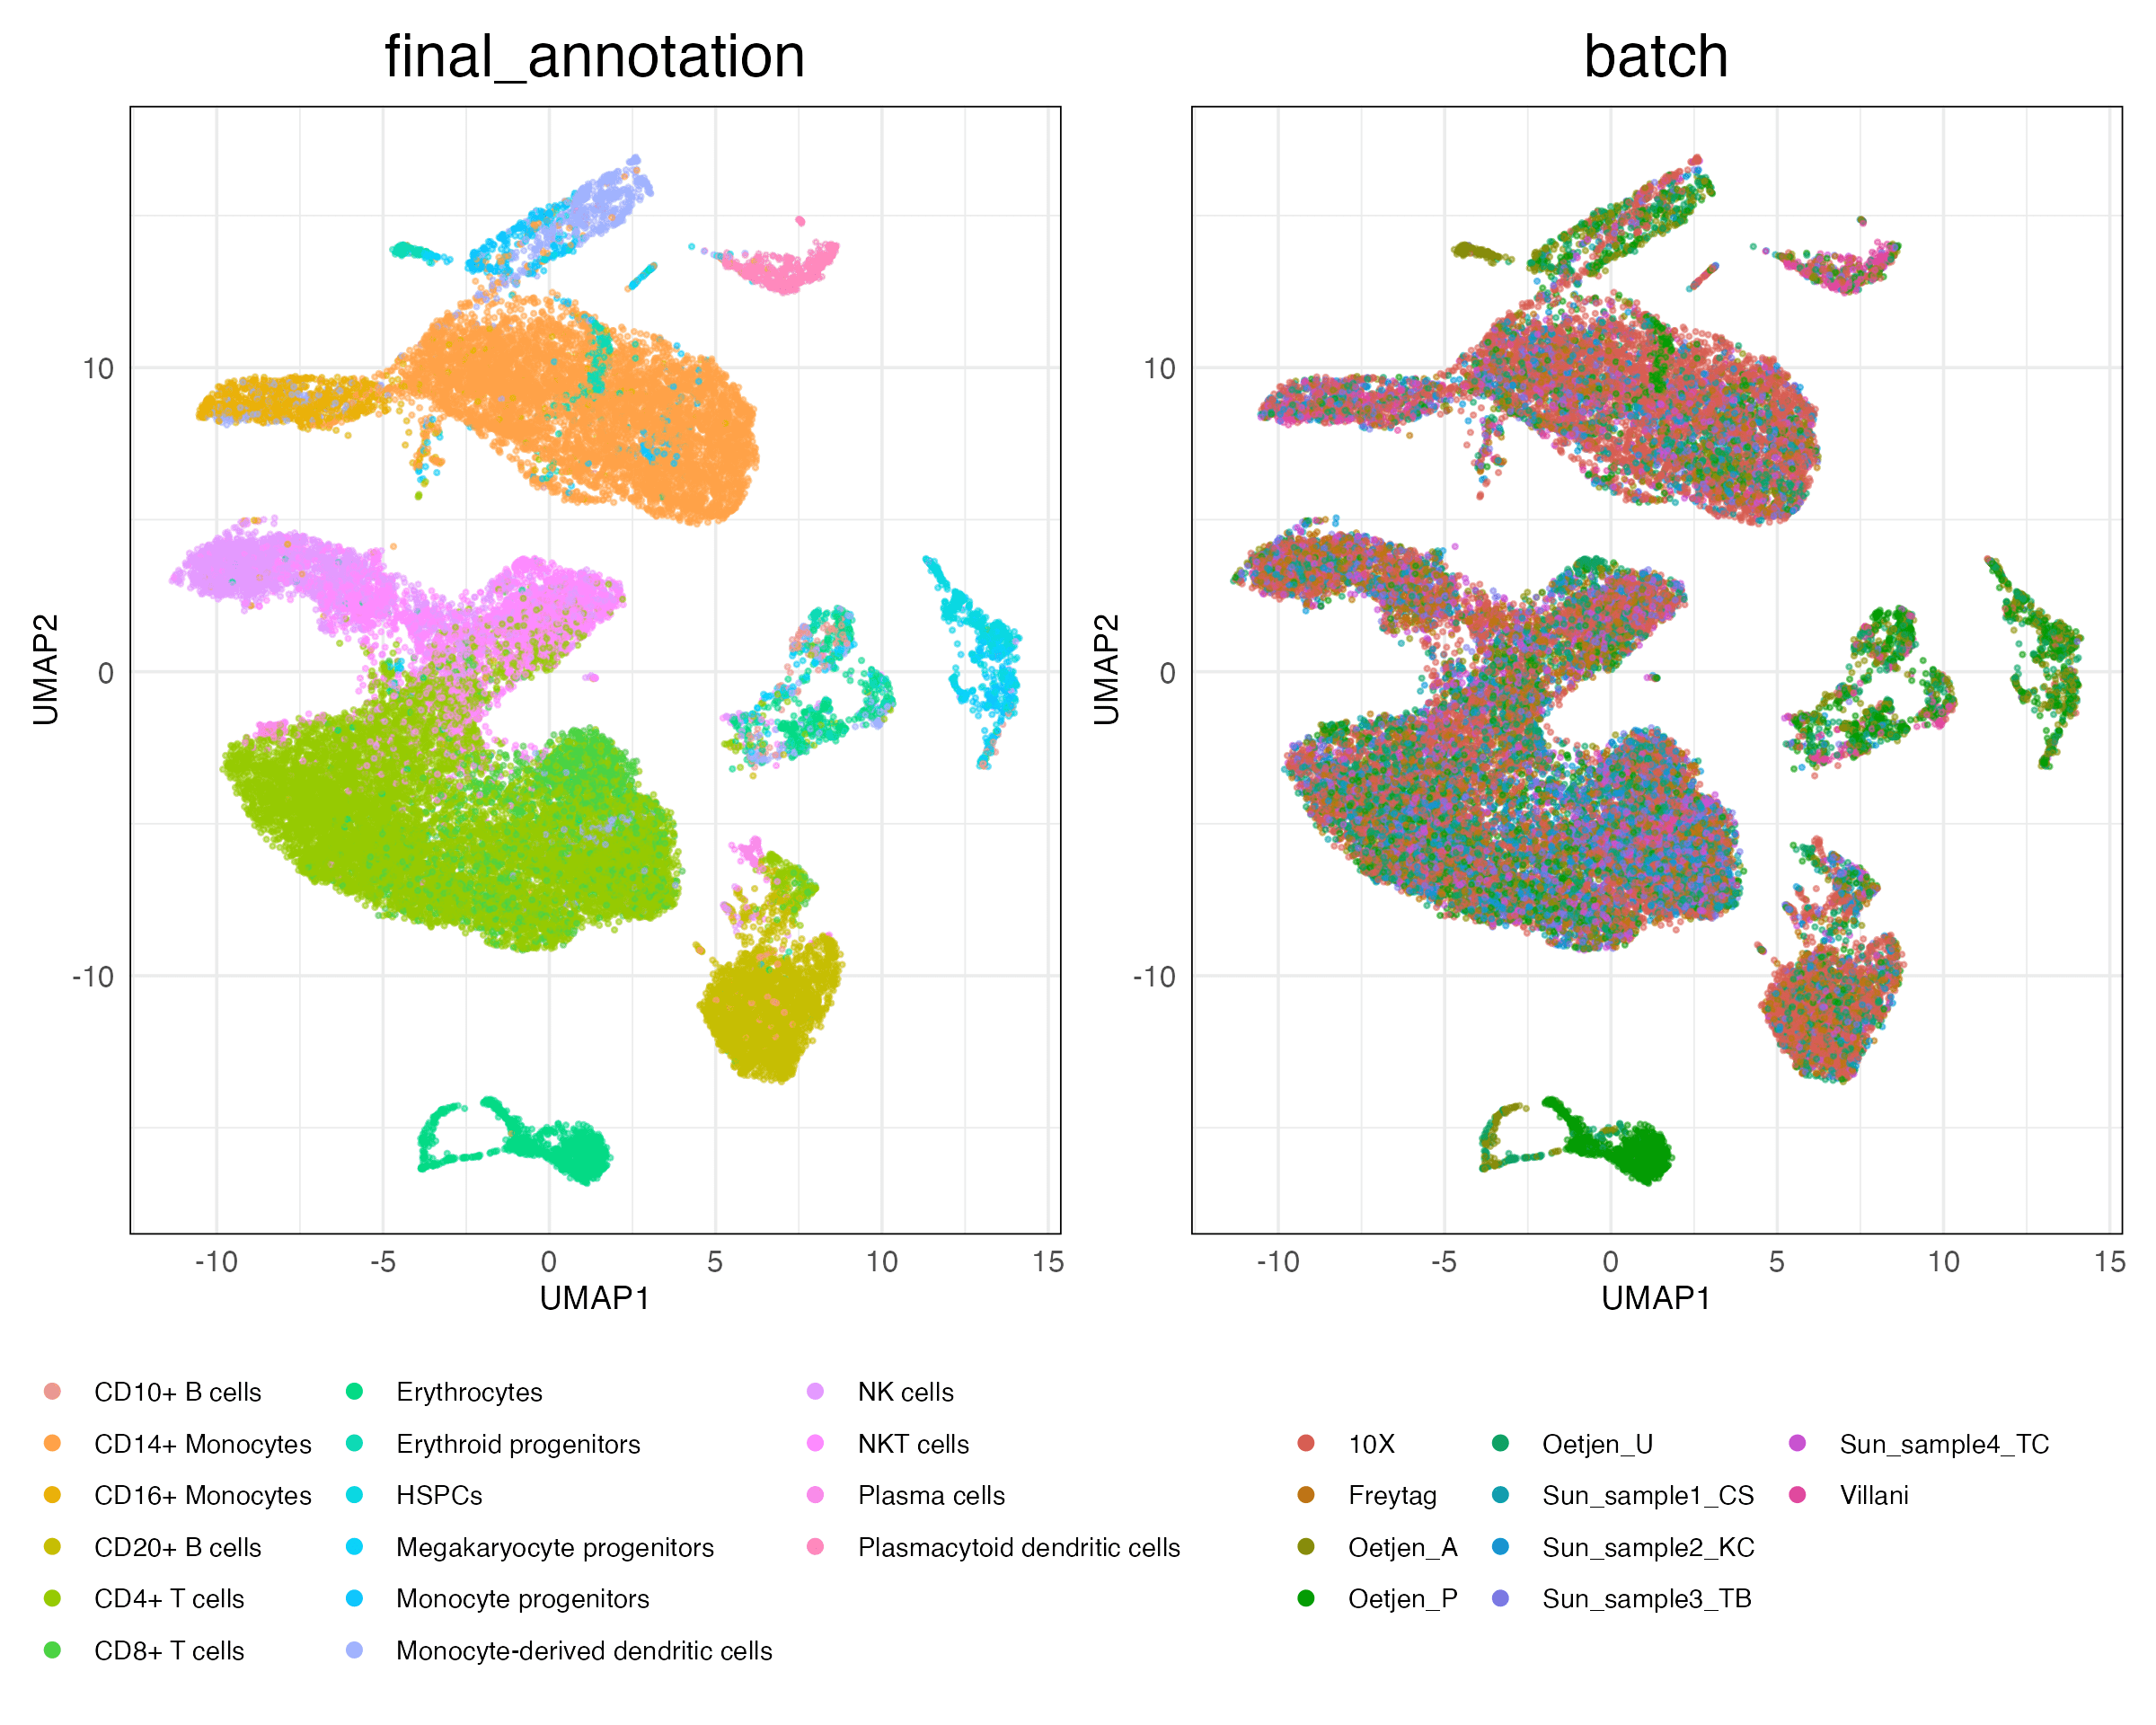 final_annotation
batch
UMAP2
10
0
-10
-10
-5
0
5
10
15
UMAP1
UMAP2
10
0
-10
-10
-5
0
5
10
15
UMAP1
CD10+ B cells
CD14+ Monocytes
CD16+ Monocytes
CD20+ B cells
CD4+ T cells
CD8+ T cells
Erythrocytes
Erythroid progenitors
HSPCs
Megakaryocyte progenitors
Monocyte progenitors
Monocyte-derived dendritic cells
NK cells
NKT cells
Plasma cells
Plasmacytoid dendritic cells
10X
Freytag
Oetjen_A
Oetjen_P
Oetjen_U
Sun_sample1_CS
Sun_sample2_KC
Sun_sample3_TB
Sun_sample4_TC
Villani